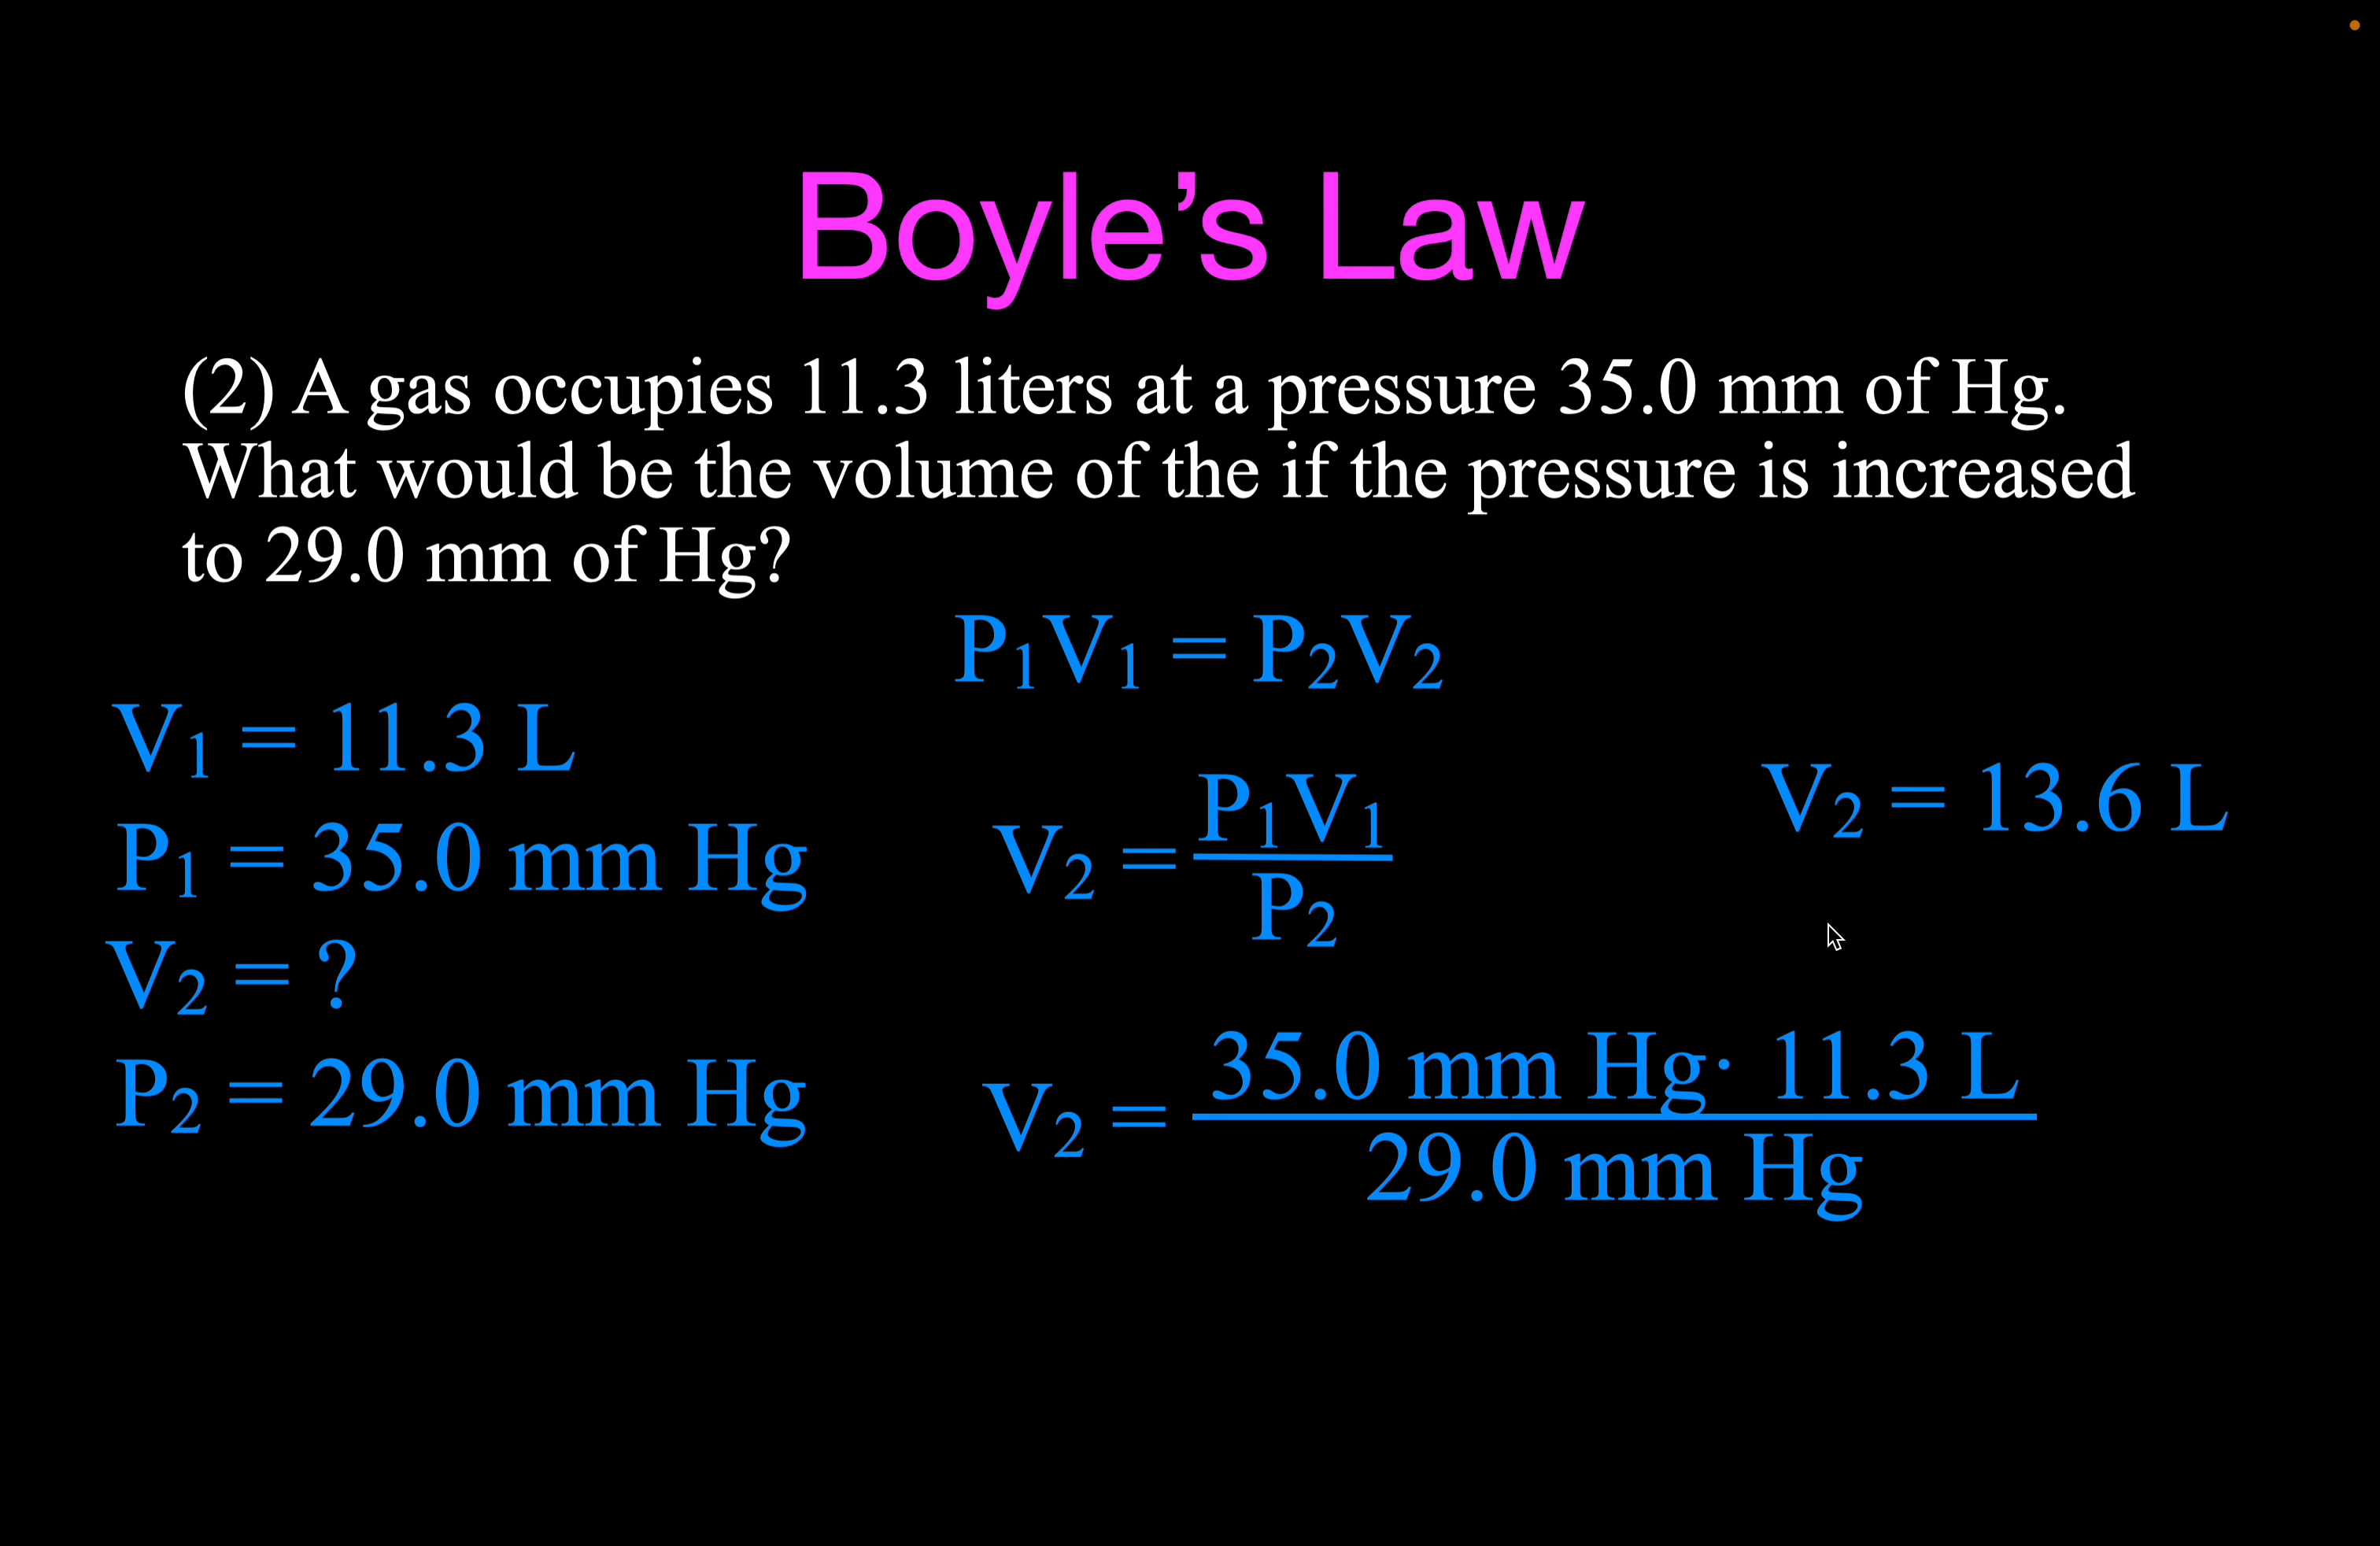 Boyle’s Law
(2) A gas occupies 11.3 liters at a pressure 35.0 mm of Hg.
What would be the volume of the if the pressure is increased
to 29.0 mm of Hg?
P₁V₁ = P₂V₂
V₁ = 11.3 L
P₁ = 35.0 mm Hg
V₂ = ?
P₂ = 29.0 mm Hg
V₂ = P₁V₁
P₂
V₂ = 35.0 mm Hg· 11.3 L
29.0 mm Hg
V₂ = 13.6 L